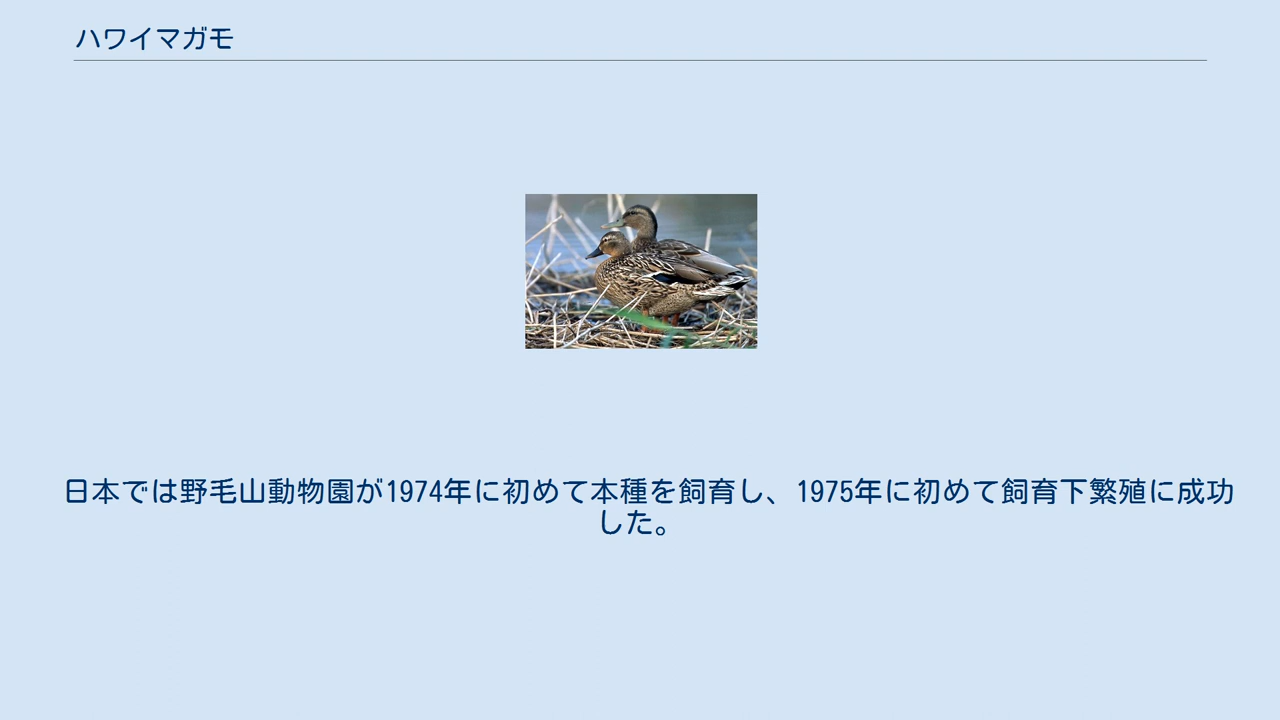 ハワイマガモ
日本では野毛山動物園が1974年に初めて本種を飼育し、1975年に初めて飼育下繁殖に成功
した。